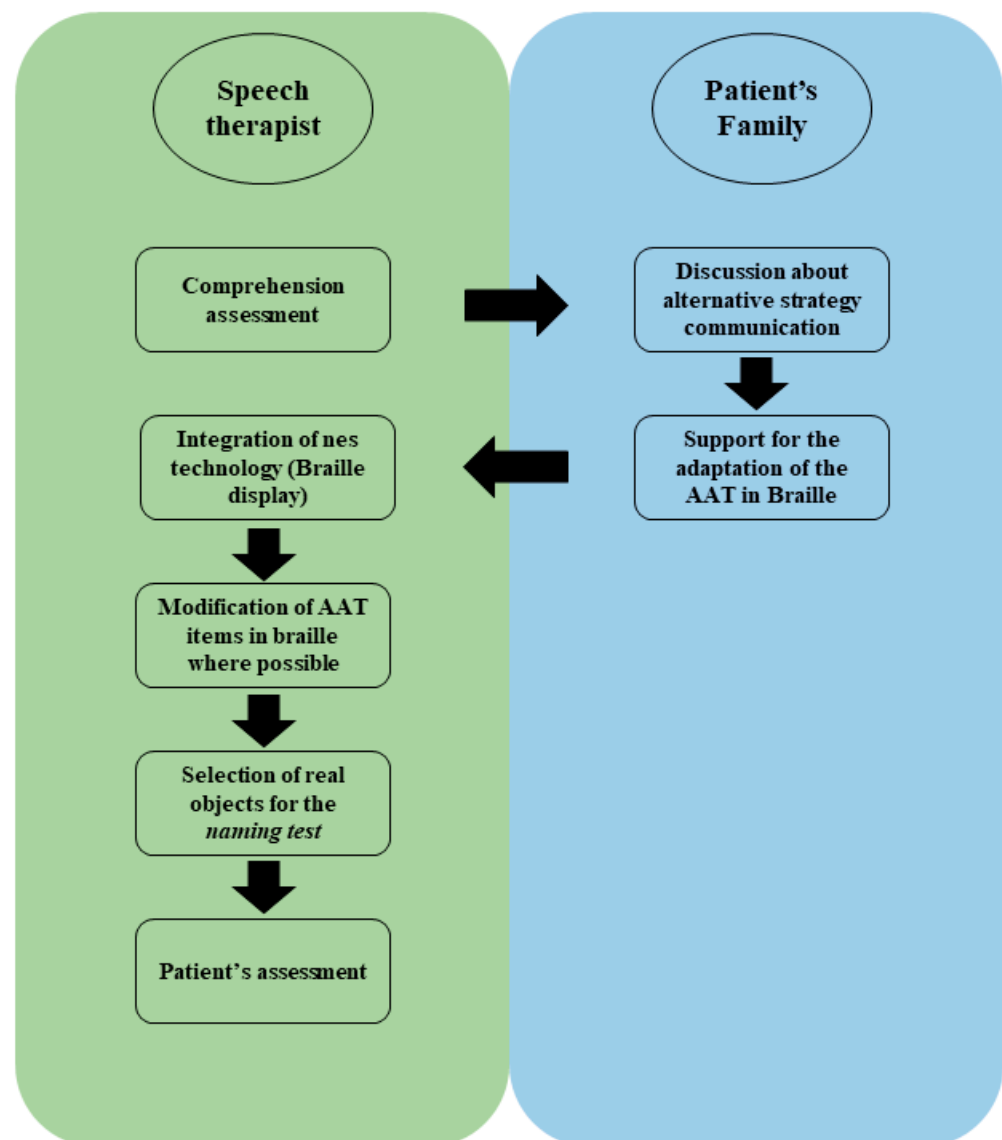 Speech
therapist
Patient’s
Family
Comprehension
assessment
Discussion about
alternative strategy
communication
Support for the
adaptation of the
AAT in Braille
Integration of nes
technology (Braille
display)
Modification of AAT
items in braille
where possible
Selection of real
objects for the
naming test
Patient’s assessment